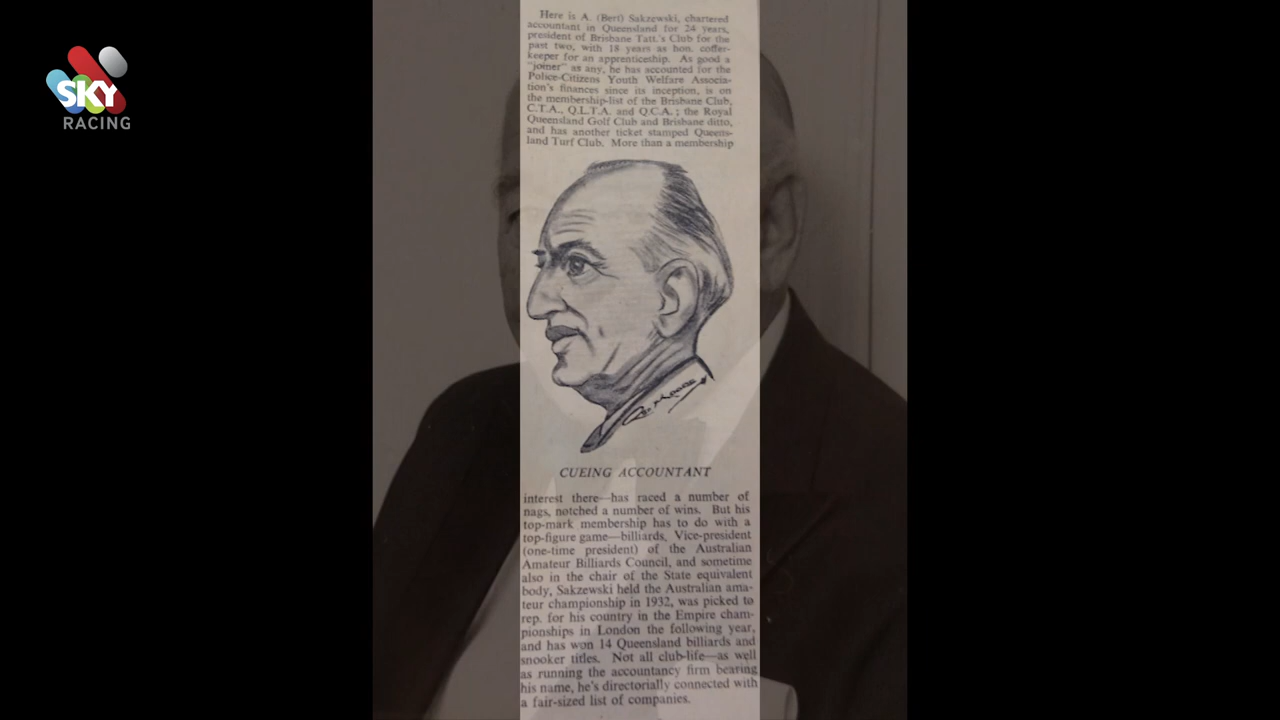 SKY
RACING
Here is A. (Bert) Sakzewski, chartered
accountant in Queensland for 24 years,
president of Brisbane Tatt.'s Club for the
past two, with 18 years as hon. coffer-
keeper for an apprenticeship. As good a
"joiner" as any, he has accounted for the
Police-Citizens Youth Welfare Associa-
tion's finances since its inception, is on
the membership-list of the Brisbane Club,
C.T.A., Q.L.T.A. and Q.C.A.; the Royal
Queensland Golf Club and Brisbane ditto,
and has another ticket stamped Queens-
land Turf Club. More than a membership
CUEING ACCOUNTANT
interest there—has raced a number of
nags, notched a number of wins. But his
top-mark membership has to do with a
top-figure game—billiards. Vice-president
(one-time president) of the Australian
Amateur Billiards Council, and sometime
also in the chair of the State equivalent
body, Sakzewski held the Australian ama-
teur championship in 1932, was picked to
rep. for his country in the Empire cham-
pionships in London the following year,
and has won 14 Queensland billiards and
snooker titles. Not all club-life—as well
as running the accountancy firm bearing
his name, he's directorially connected with
a fair-sized list of companies.